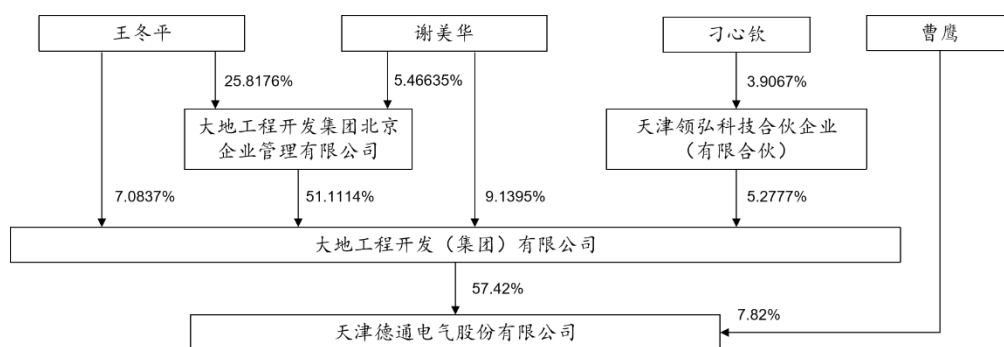 王冬平
谢美华
刁心钦
曹鹰
25.8176%
5.46635%
3.9067%
大地工程开发集团北京
企业管理有限公司
天津领弘科技合伙企业
（有限合伙）
7.0837%
51.1114%
9.1395%
5.2777%
大地工程开发（集团）有限公司
57.42%
7.82%
天津德通电气股份有限公司